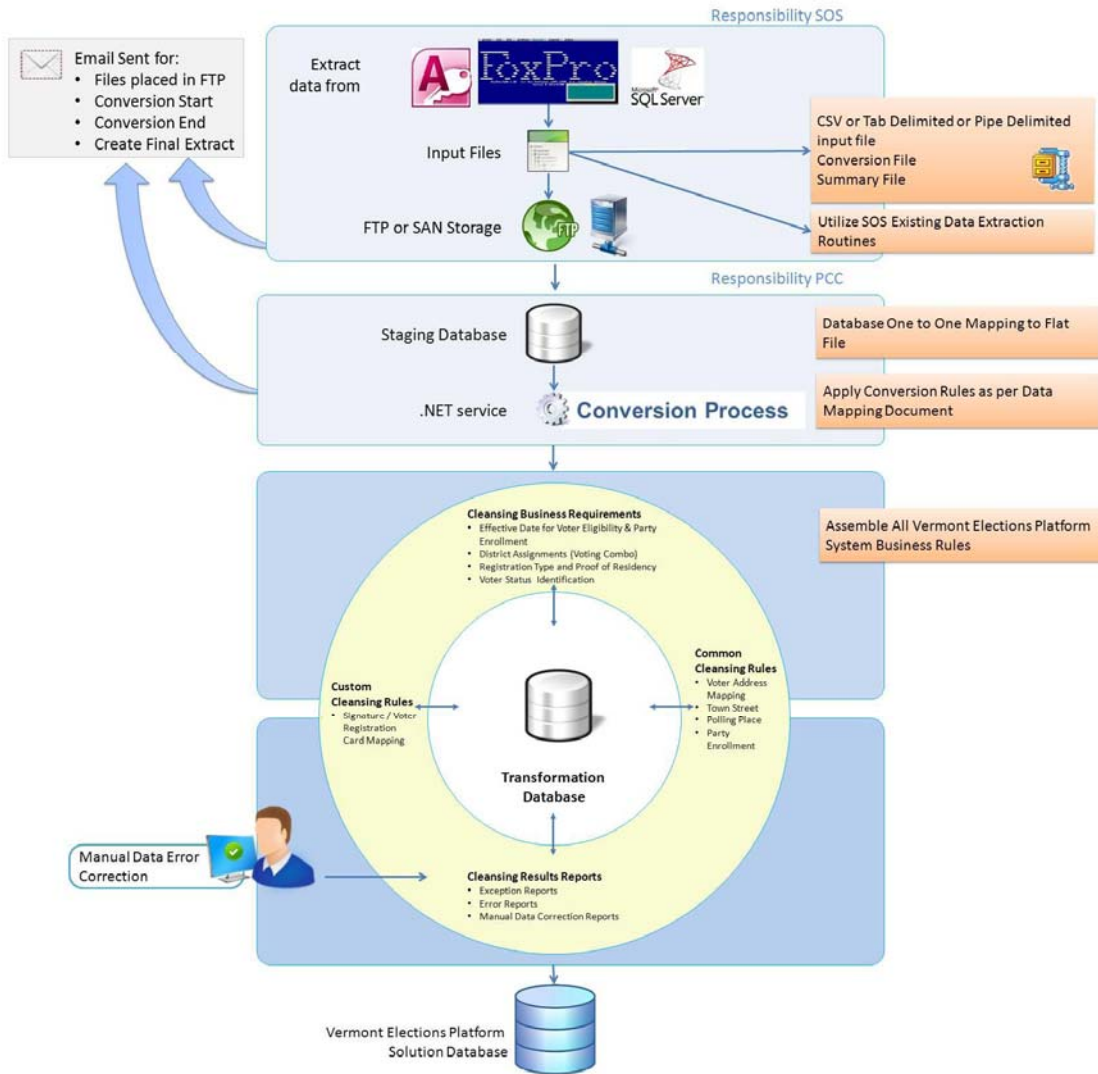 Responsibility SOS
Email Sent for:
• Files placed in FTP
• Conversion Start
• Conversion End
• Create Final Extract
Extract
data from
A
FoxPro
Microsoft
SQL Server
Input Files
CSV or Tab Delimited or Pipe Delimited
input file
Conversion File
Summary File
FTP or SAN Storage
FTP
Utilize SOS Existing Data Extraction
Routines
Responsibility PCC
Staging Database
Database One to One Mapping to Flat
File
.NET service
Conversion Process
Apply Conversion Rules as per Data
Mapping Document
Cleansing Business Requirements
• Effective Date for Voter Eligibility & Party
Enrollment
• District Assignments (Voting Combo)
• Registration Type and Proof of Residency
• Voter Status Identification
Assemble All Vermont Elections Platform
System Business Rules
Custom
Cleansing Rules
• Signature / Voter
Registration
Card Mapping
Common
Cleansing Rules
• Voter Address
Mapping
• Town Street
• Polling Place
• Party
Enrollment
Transformation
Database
Manual Data Error
Correction
Cleansing Results Reports
• Exception Reports
• Error Reports
• Manual Data Correction Reports
Vermont Elections Platform
Solution Database